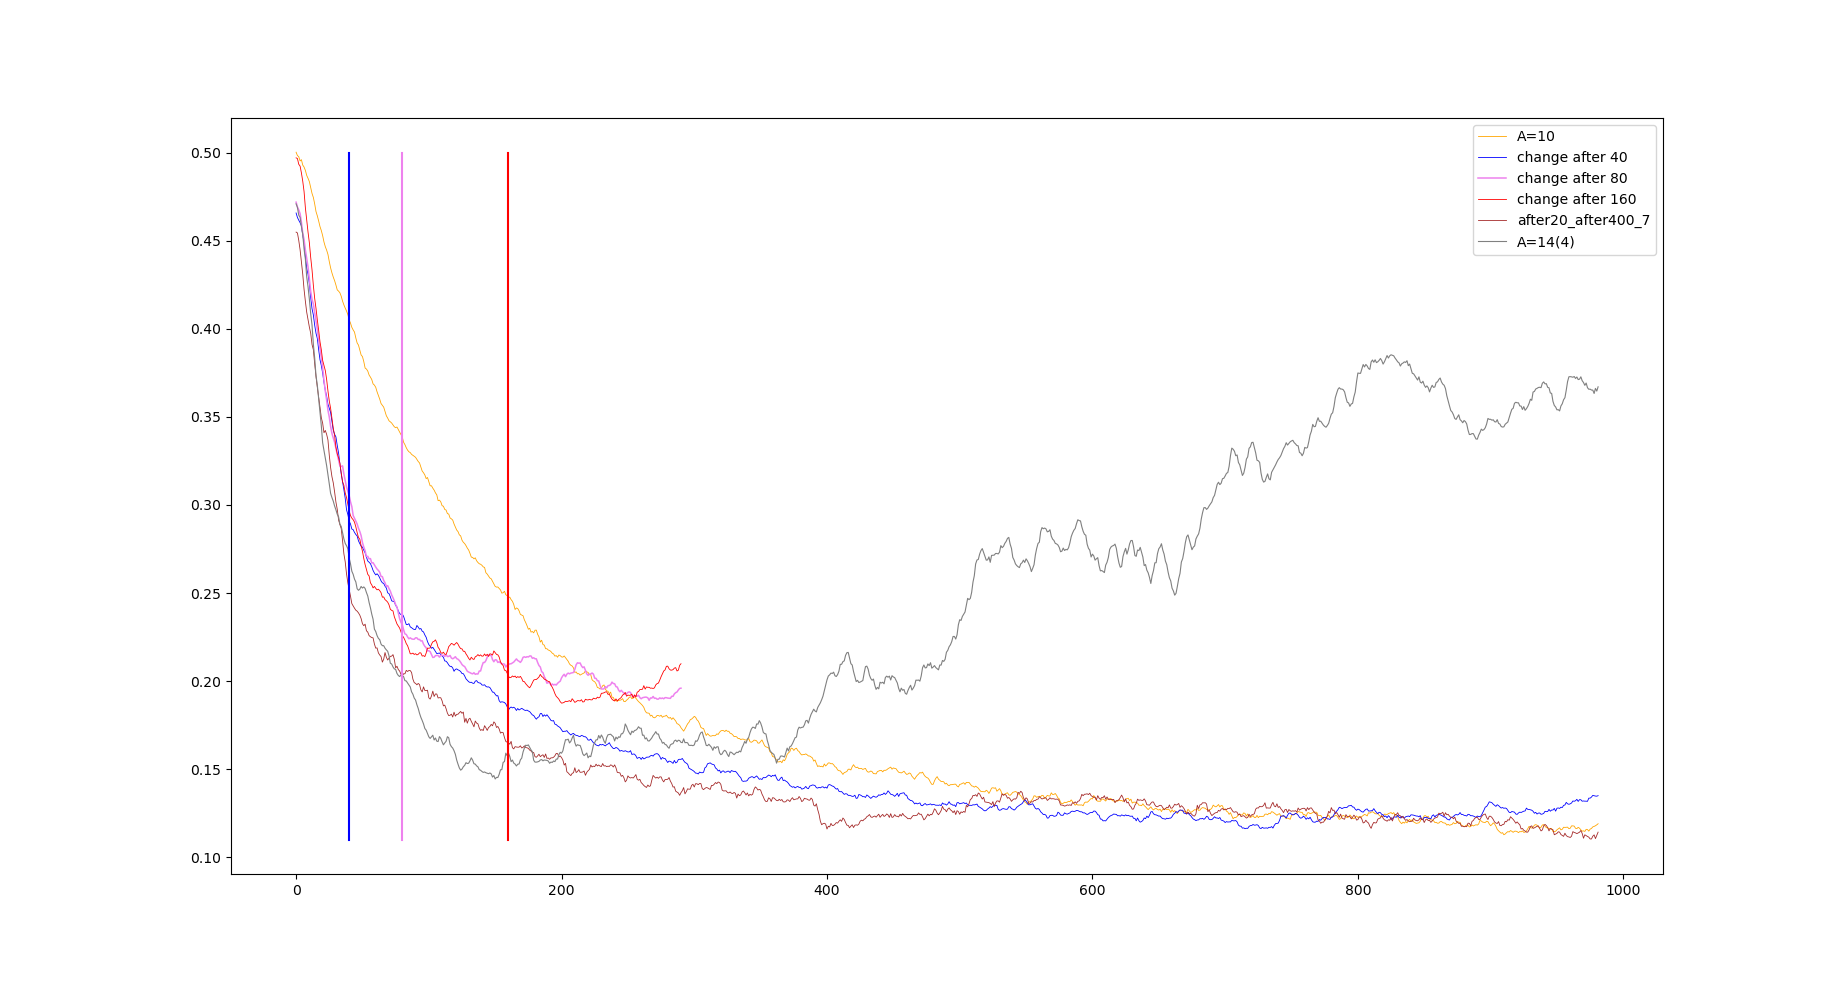 A=10
change after 40
change after 80
change after 160
after20_after400_7
A=14(4)
0.50
0.45
0.40
0.35
0.30
0.25
0.20
0.15
0.10
0 200 400 600 800 1000